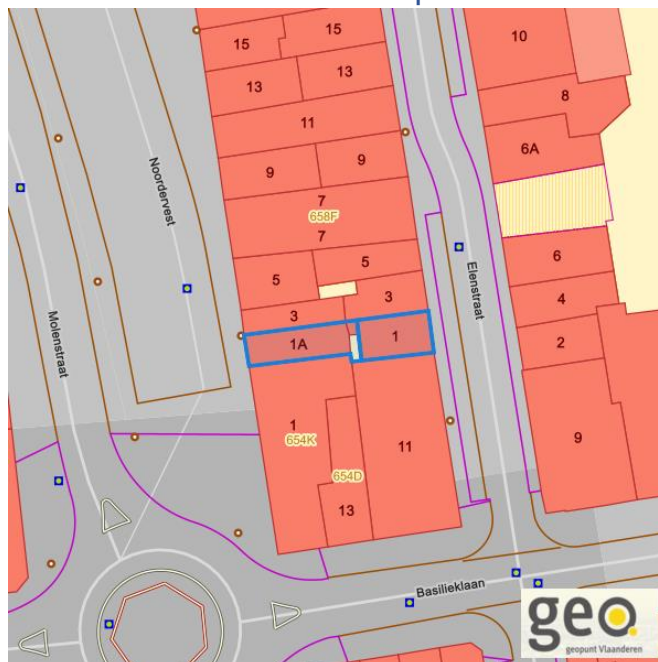 15
15
13
13
11
9
9
7
658F
7
5
5
3
3
1A
1
1
654K
11
654D
13
10
8
6A
6
4
2
9
Noordervest
Molenstraat
Elenstraat
Basilieklaan
geo
geopunt Vlaanderen